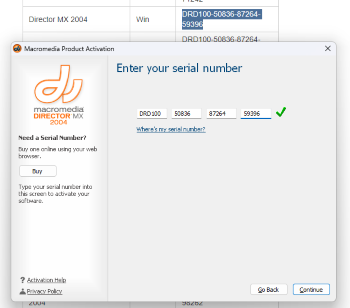 Director MX 2004 Win DRD100-50836-87264-
59396
DRD100-50836-87264-
Macromedia Product Activation
macromedia
DIRECTOR MX
2004
Need a Serial Number?
Buy one online using your web
browser.
Buy
Type your serial number into
this screen to activate your
software.
Enter your serial number
DRD100 50836 87264 59396
Where's my serial number?
? Activation Help
Privacy Policy
Go Back Continue
2004